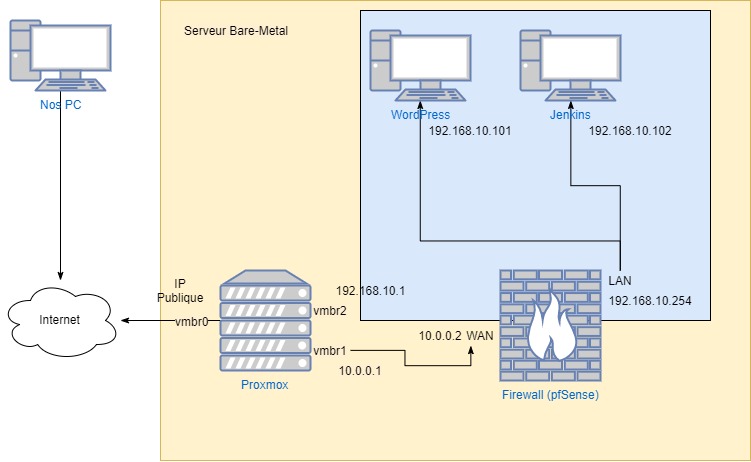 Serveur Bare-Metal
Nos PC
WordPress
Jenkins
192.168.10.101
192.168.10.102
IP
Publique
192.168.10.1
LAN
192.168.10.254
vmbr2
vmbr0
Internet
10.0.0.2 WAN
vmbr1
10.0.0.1
Proxmox
Firewall (pfSense)